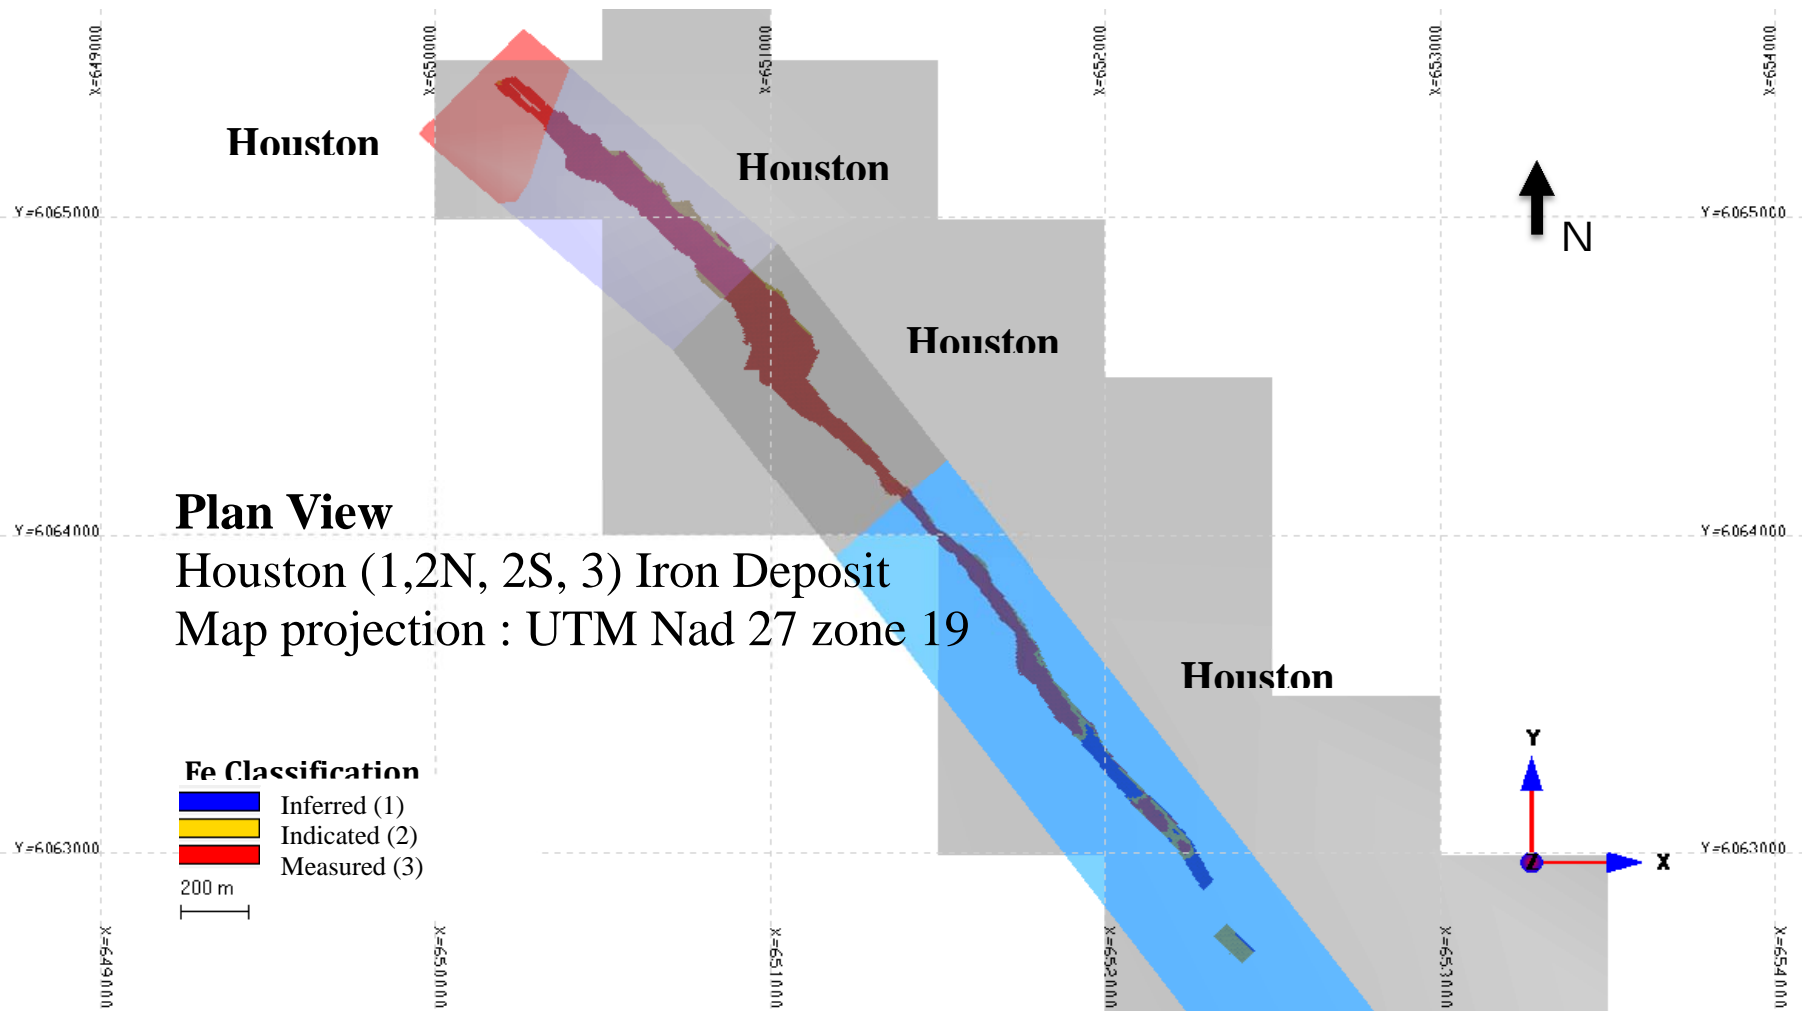 X=649000
X=650000
X=651000
X=652000
X=653000
X=654000
Houston
Houston
Y=6065000
Y=6065000
N
Houston
Plan View
Y=6064000
Y=6064000
Houston (1,2N, 2S, 3) Iron Deposit
Map projection : UTM Nad 27 zone 19
Houston
Y
Fe Classification
Inferred (1)
Indicated (2)
Measured (3)
Y=6063000
Y=6063000
Z
X
200 m
X=649000
X=650000
X=651000
X=652000
X=653000
X=654000